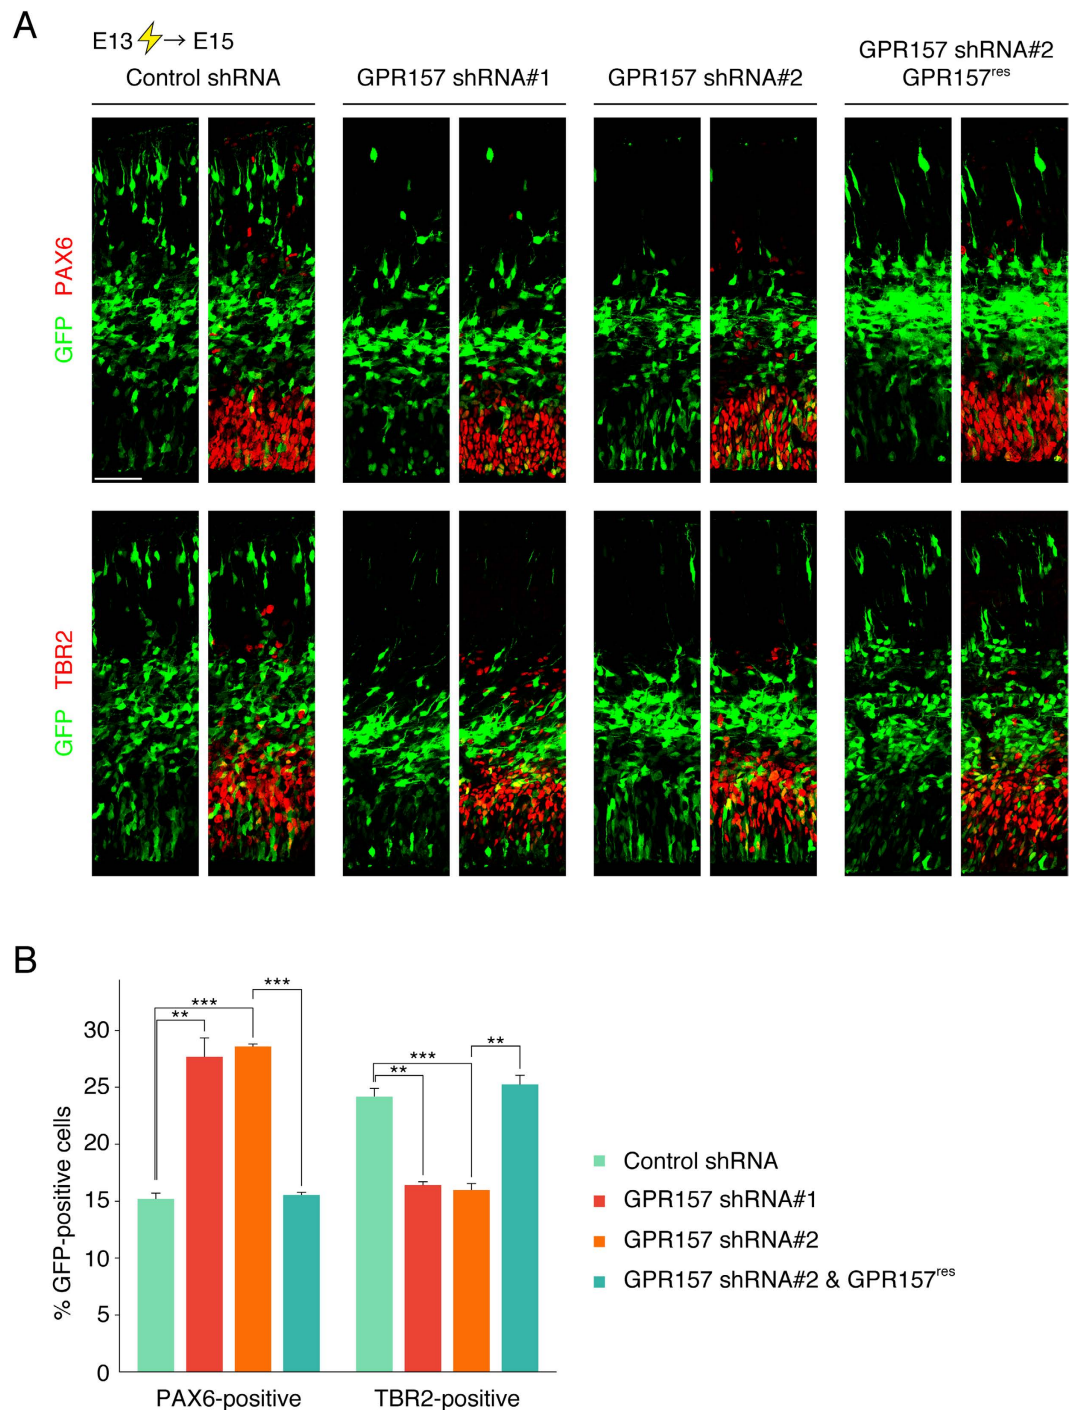 A
E13 → E15
Control shRNA
GPR157 shRNA#1
GPR157 shRNA#2
GPR157 shRNA#2
GPR157res
GFP PAX6
GFP TBR2
B
% GFP-positive cells
30
25
20
15
10
5
0
**
***
***
**
***
**
PAX6-positive
TBR2-positive
Control shRNA
GPR157 shRNA#1
GPR157 shRNA#2
GPR157 shRNA#2 & GPR157res